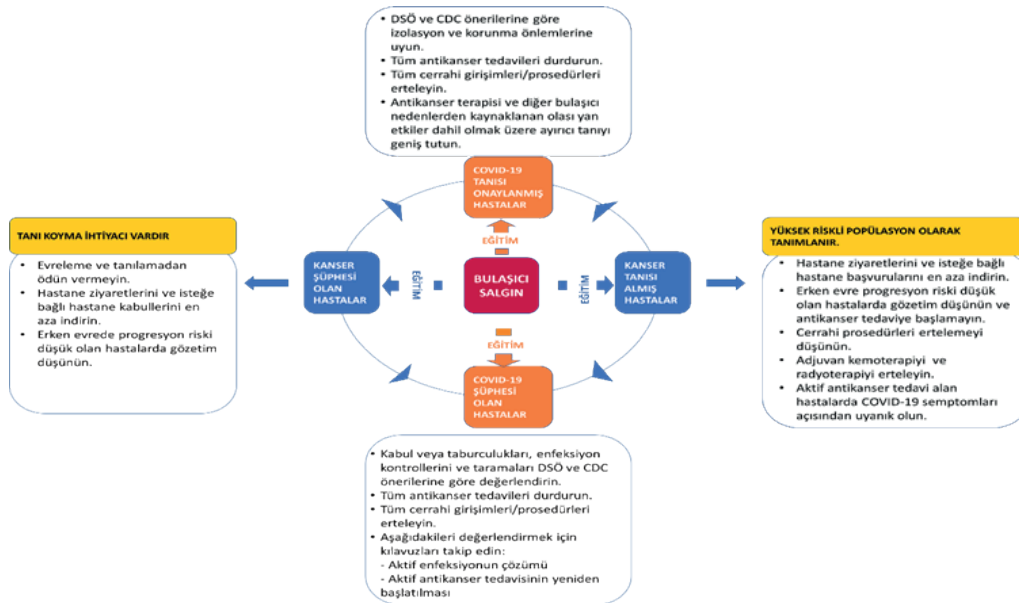 • DSÖ ve CDC önerilerine göre
izolasyon ve korunma önlemlerine
uyun.
• Tüm antikanser tedavileri durdurun.
• Tüm cerrahi girişimleri/prosedürleri
erteleyin.
• Antikanser terapisi ve diğer bulaşıcı
nedenlerden kaynaklanan olası yan
etkiler dahil olmak üzere ayırıcı tanıyı
geniş tutun.
COVID-19
TANISI
ONAYLANMIŞ
HASTALAR
EĞİTİM
TANI KOYMA İHTİYACI VARDIR
• Evreleme ve tanılamadan
ödün vermeyin.
• Hastane ziyaretlerini ve isteğe
bağlı hastane kabullerini en
aza indirin.
• Erken evrede progresyon riski
düşük olan hastalarda gözetim
düşünün.
KANSER
ŞÜPHESİ
OLAN
HASTALAR
EĞİTİM
BULAŞICI
SALGIN
EĞİTİM
KANSER
TANISI
ALMIŞ
HASTALAR
YÜKSEK RİSKLİ POPÜLASYON OLARAK
TANIMLANIR.
• Hastane ziyaretlerini ve isteğe bağlı
hastane başvurularını en aza indirin.
• Erken evre progresyon riski düşük
olan hastalarda gözetim düşünün ve
antikanser tedaviye başlamayın.
• Cerrahi prosedürleri ertelemeyi
düşünün.
• Adjuvan kemoterapiyi ve
radyoterapiyi erteleyin.
• Aktif antikanser tedavi alan
hastalarda COVID-19 semptomları
açısından uyanık olun.
EĞİTİM
COVID-19
ŞÜPHESİ
OLAN
HASTALAR
• Kabul veya taburculukları, enfeksiyon
kontrollerini ve taramaları DSÖ ve CDC
önerilerine göre değerlendirin.
• Tüm antikanser tedavileri durdurun.
• Tüm cerrahi girişimleri/prosedürleri
erteleyin.
• Aşağıdakileri değerlendirmek için
kılavuzları takip edin:
- Aktif enfeksiyonun çözümü
- Aktif antikanser tedavisinin yeniden
başlatılması